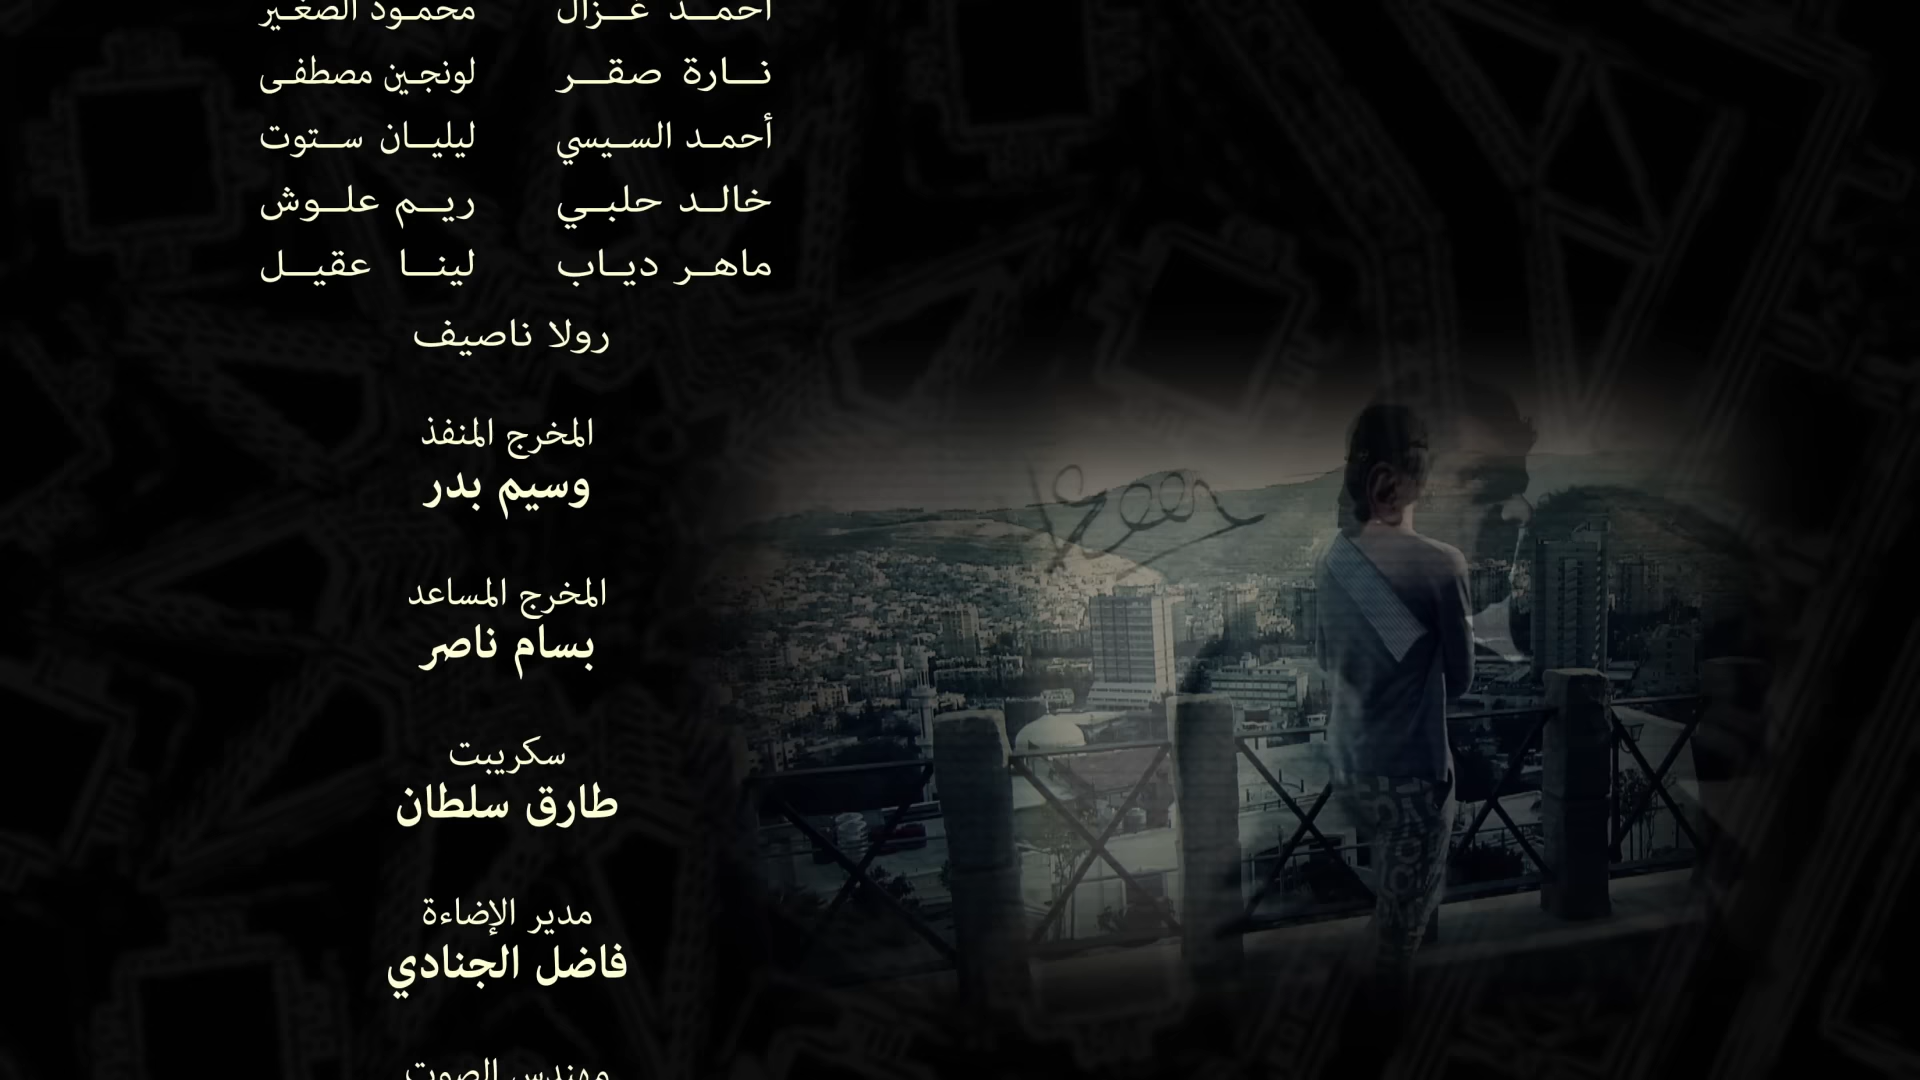 أحمد غزال محمود الصغير
نارة صقر لونجين مصطفى
أحمد السيسي ليليان ستوت
خالد حلبي ريم علوش
ماهر دياب لينا عقيل
رولا ناصيف
المخرج المنفذ
وسيم بدر
المخرج المساعد
بسام ناصر
سكريبت
طارق سلطان
مدير الإضاءة
فاضل الجنادي
مهندس الصوت